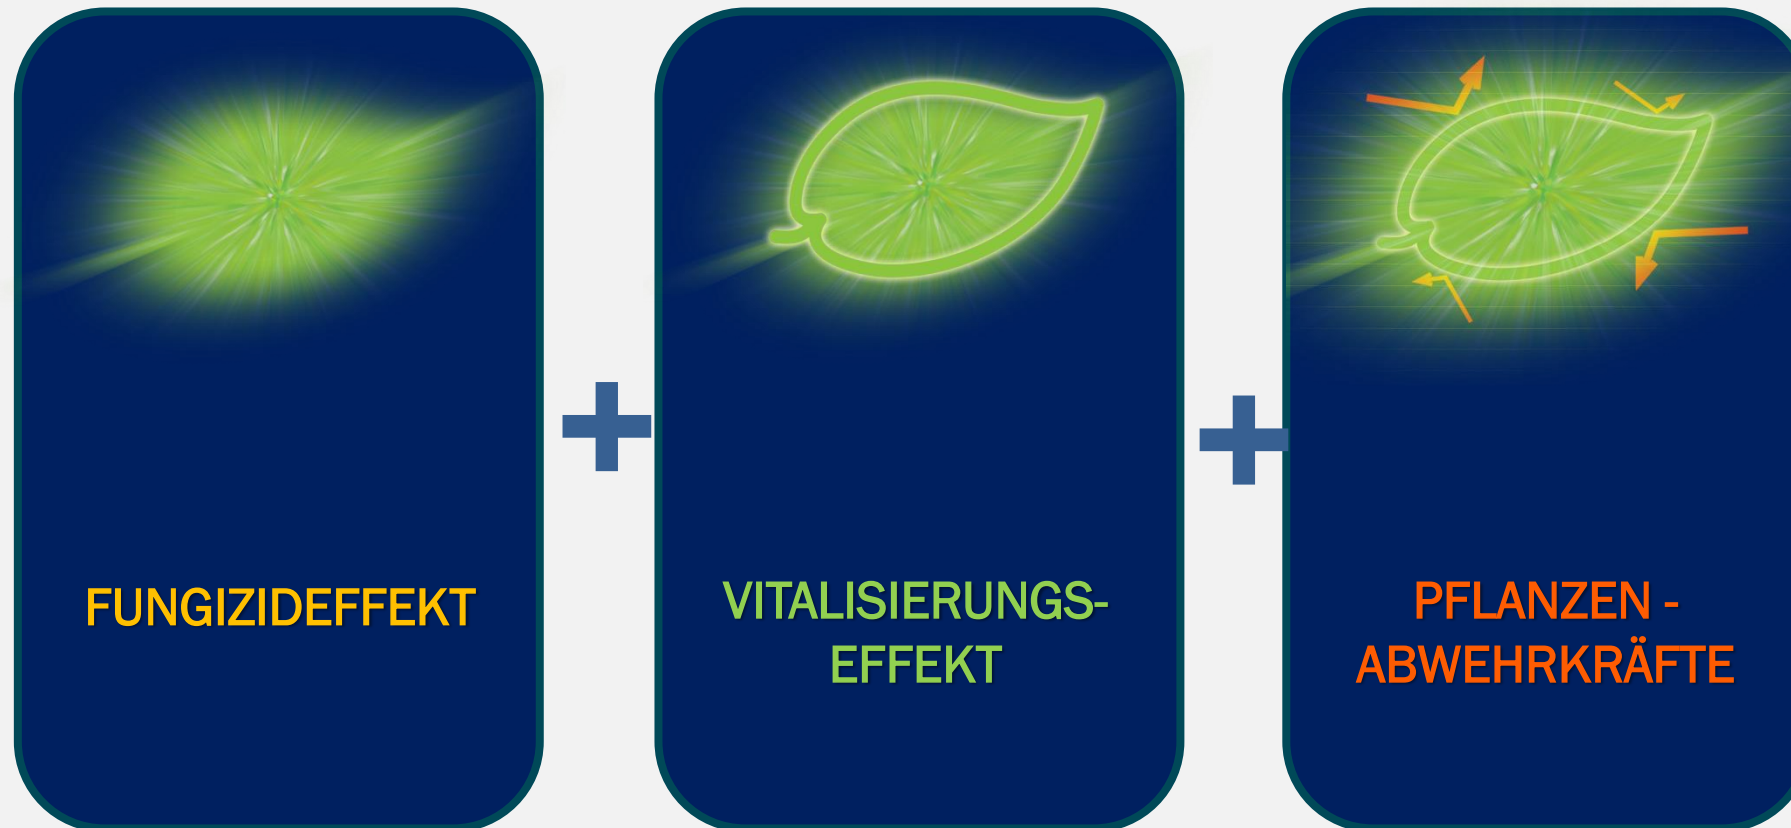 FUNGIZIDEFFEKT
VITALISIERUNGS-
EFFEKT
PFLANZEN -
ABWEHRKRÄFTE